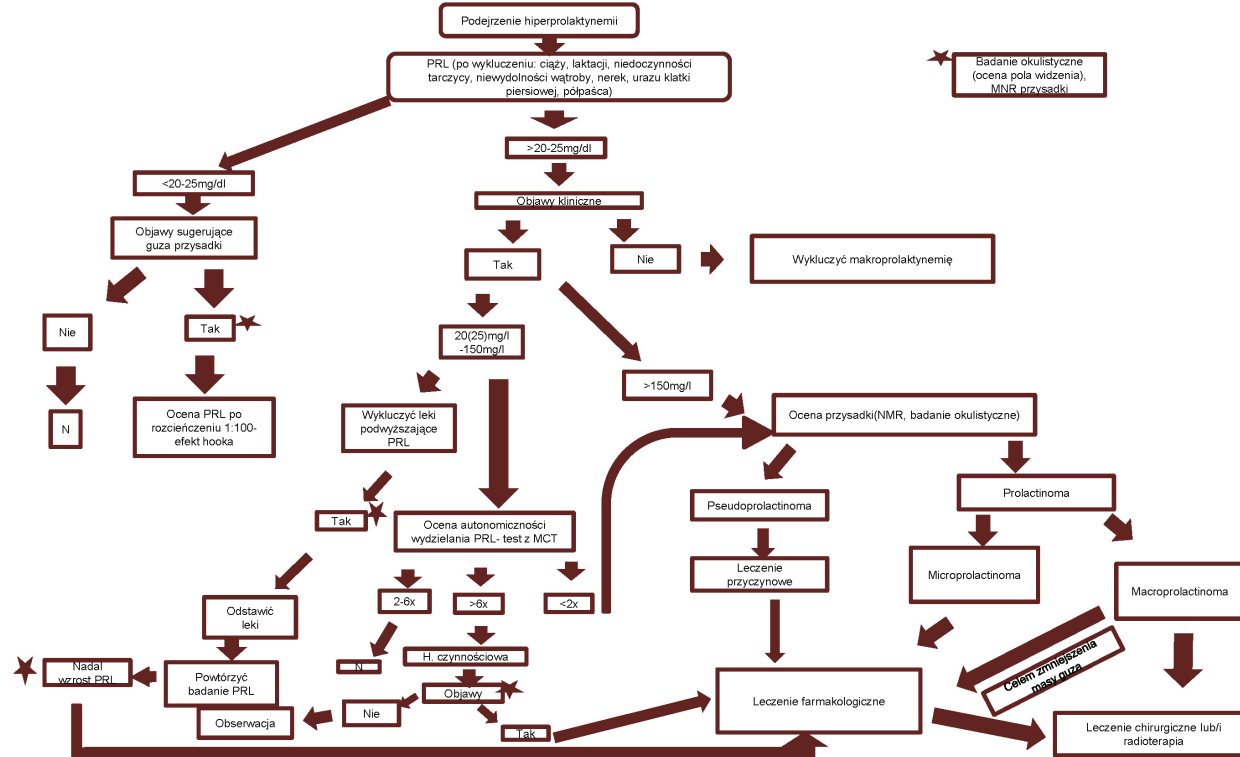 Podejrzenie hiperprolaktynemii
PRL (po wykluczeniu: ciąży, laktacji, niedoczynności
tarczycy, niewydolności wątroby, nerek, urazu klatki
piersiowej, półpaśca)
Badanie okulistyczne
(ocena pola widzenia),
MNR przysadki
>20-25mg/dl
<20-25mg/dl
Objawy kliniczne
Objawy sugerujące
guza przysadki
Tak
Nie
Wykluczyć makroprolaktynemię
Nie
Tak
20(25)mg/l
-150mg/l
>150mg/l
N
Ocena PRL po
rozcieńczeniu 1:100-
efekt hooka
Wykluczyć leki
podwyższające
PRL
Ocena przysadki(NMR, badanie okulistyczne)
Pseudoprolactinoma
Prolactinoma
Tak
Ocena autonomiczności
wydzielania PRL- test z MCT
Leczenie
przyczynowe
Microprolactinoma
Macroprolactinoma
2-6x
>6x
<2x
Odstawić
leki
N
H. czynnościowa
Celem zmniejszenia
masy guza
Nadal
wzrost PRL
Powtórzyć
badanie PRL
Objawy
Leczenie farmakologiczne
Obserwacja
Nie
Tak
Leczenie chirurgiczne lub/i
radioterapia